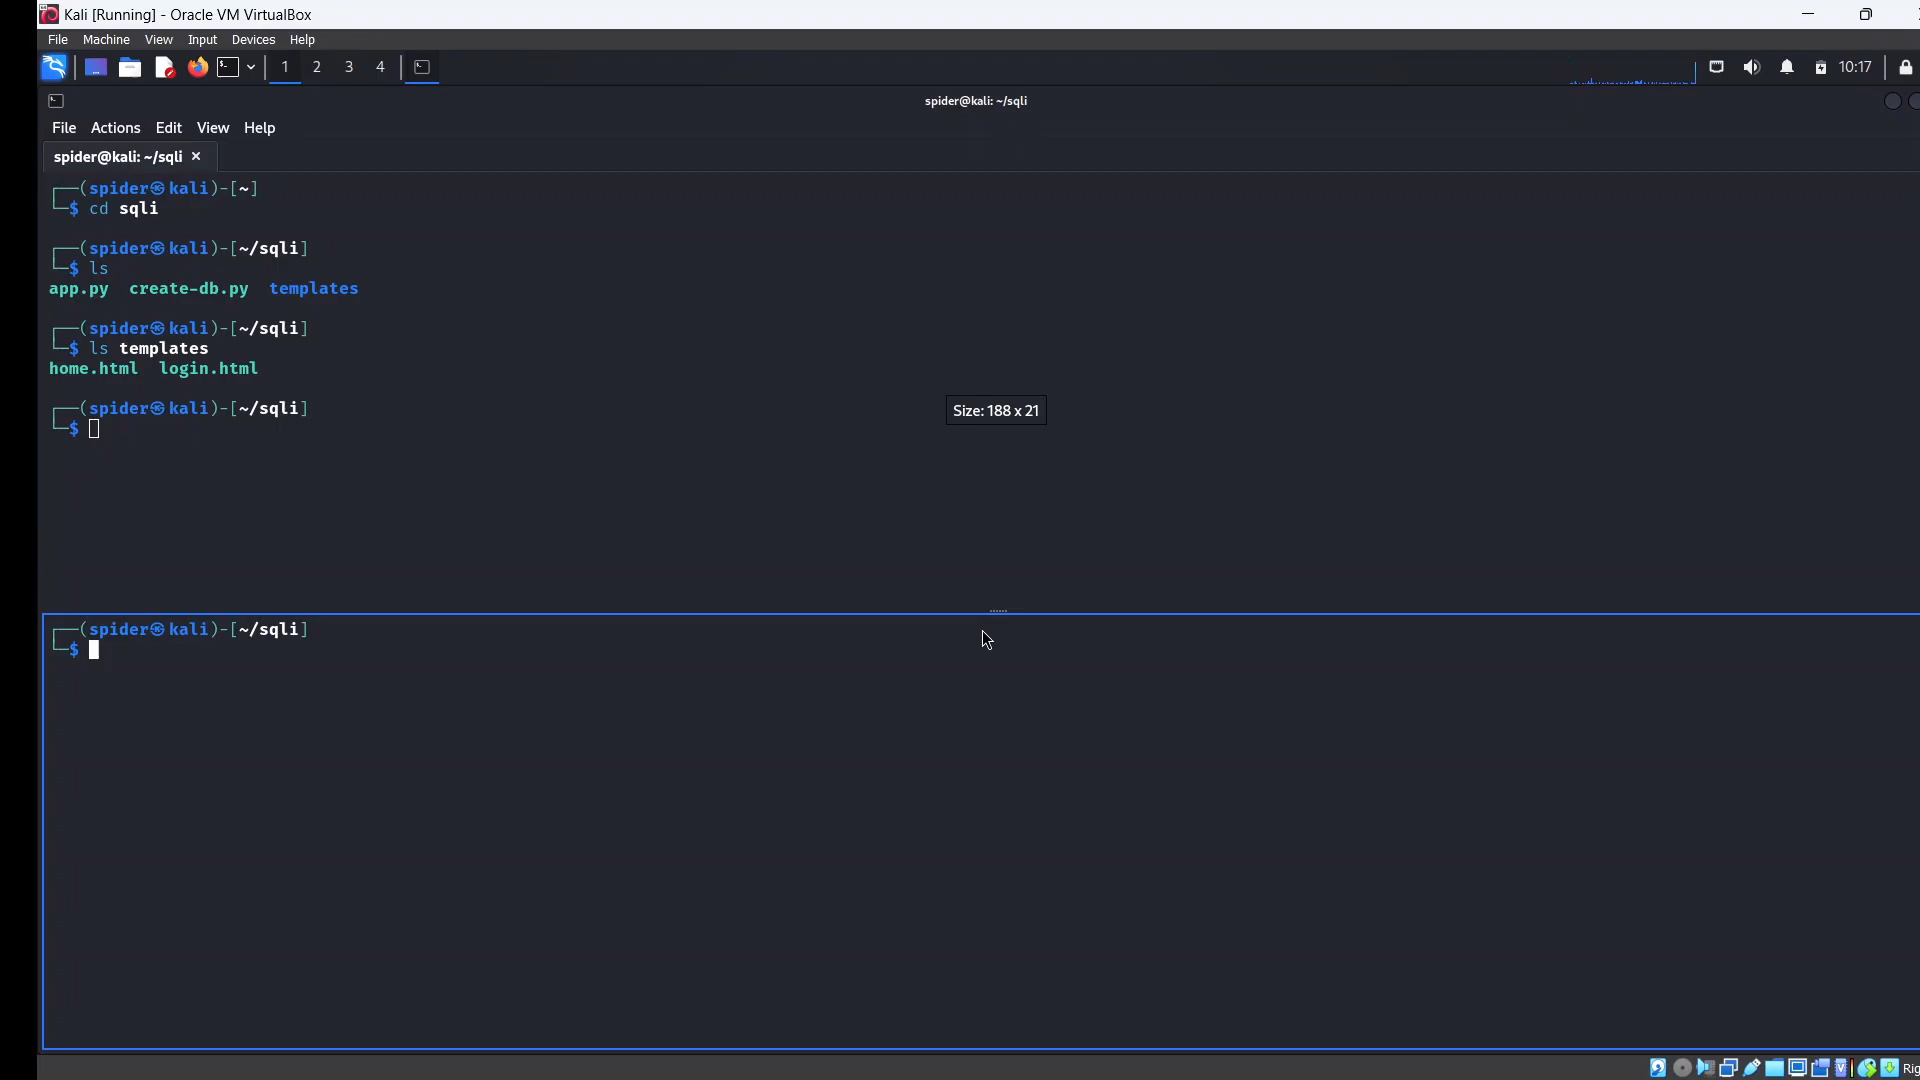 Kali [Running] - Oracle VM VirtualBox
File Machine View Input Devices Help
1 2 3 4 10:17
spider@kali: ~/sqli
File Actions Edit View Help
spider@kali: ~/sqli ×
┌──(spider㉿kali)-[~]
└─$ cd sqli
┌──(spider㉿kali)-[~/sqli]
└─$ ls
app.py create-db.py templates
┌──(spider㉿kali)-[~/sqli]
└─$ ls templates
home.html login.html
┌──(spider㉿kali)-[~/sqli]
└─$
Size: 188 x 21
┌──(spider㉿kali)-[~/sqli]
└─$